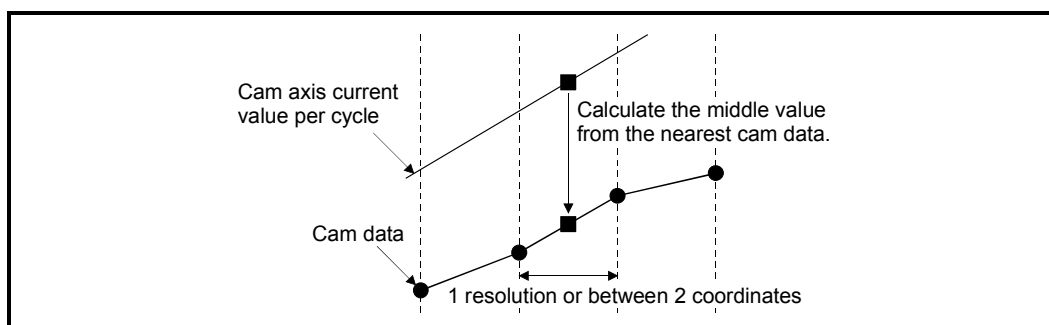 Cam axis current
value per cycle
Calculate the middle value
from the nearest cam data.
Cam data
1 resolution or between 2 coordinates